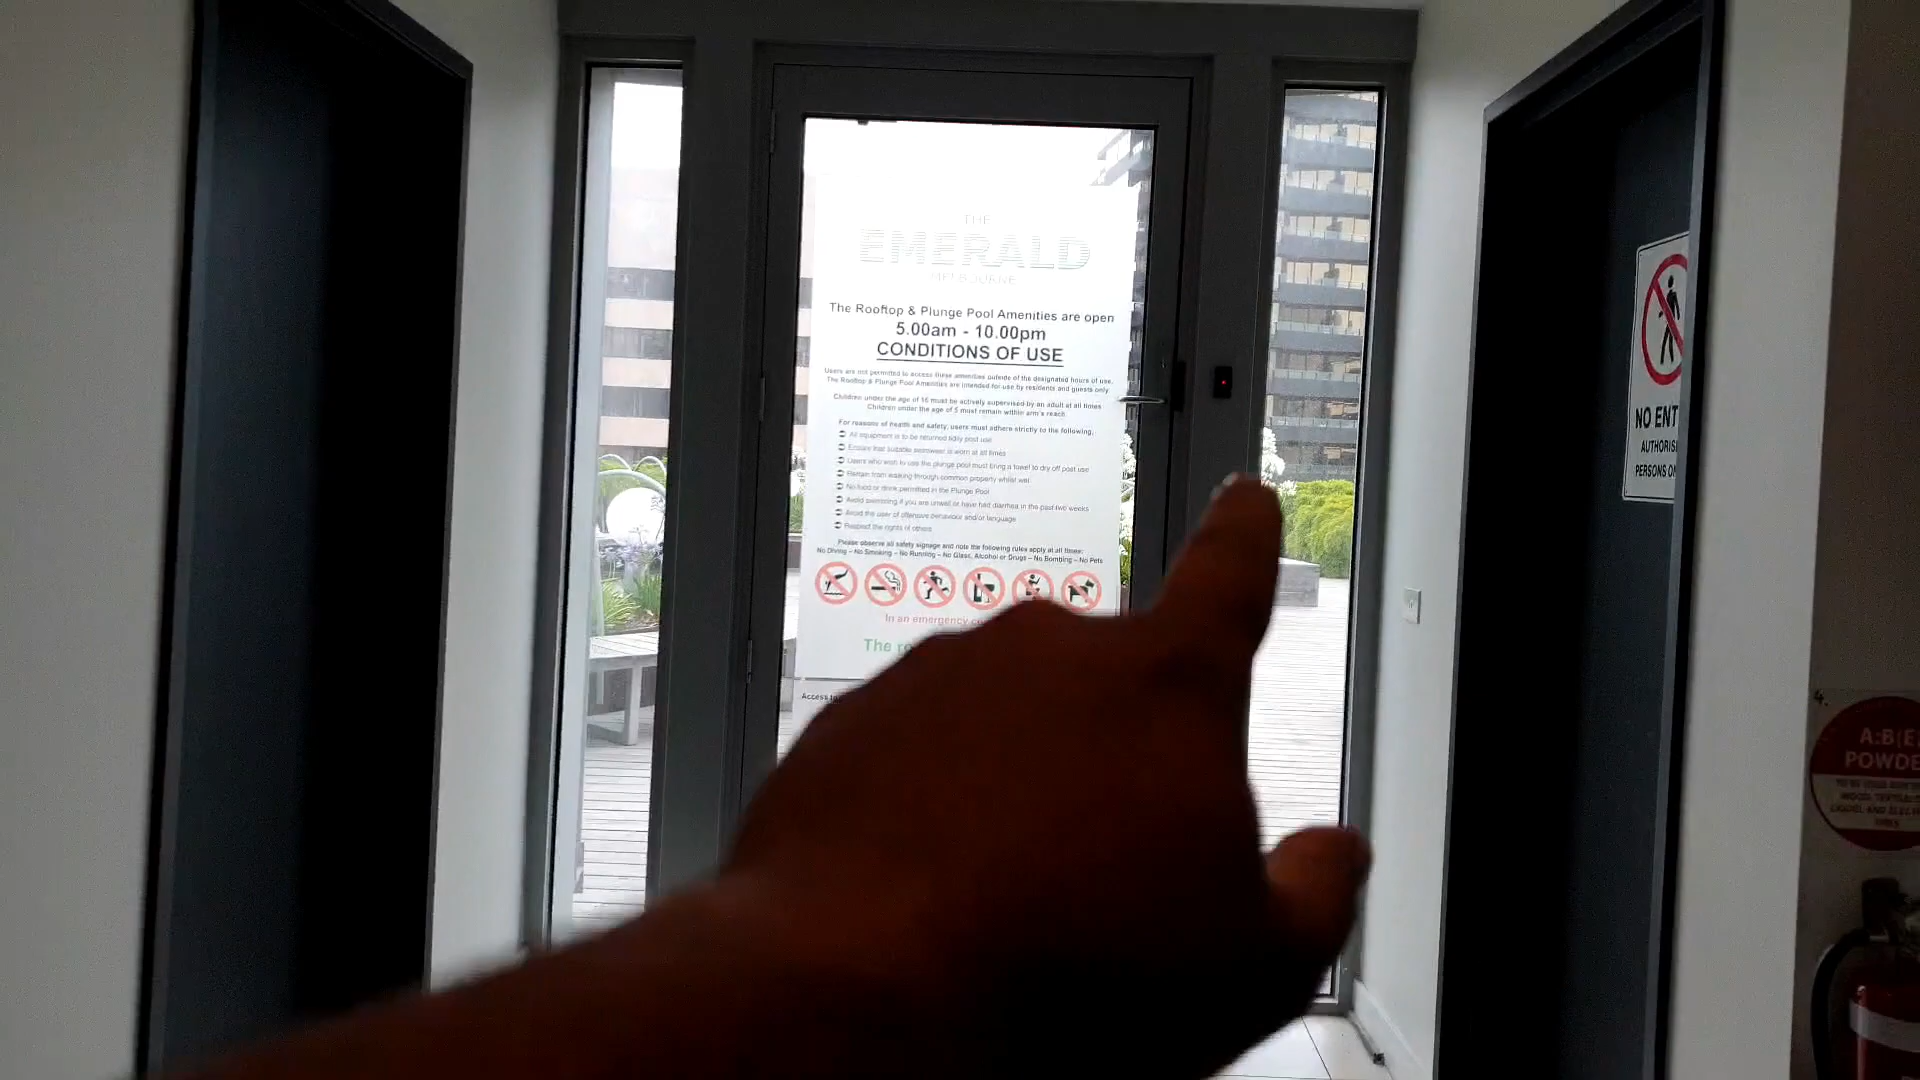 THE
EMERALD
MELBOURNE
The Rooftop & Plunge Pool Amenities are open
5.00am - 10.00pm
CONDITIONS OF USE
Users are not permitted to access these amenities outside of the designated hours of use.
The Rooftop & Plunge Pool Amenities are intended for use by residents and guests only
Children under the age of 16 must be actively supervised by an adult at all times
Children under the age of 5 must remain within arm's reach
For reasons of health and safety, users must adhere strictly to the following,
All equipment is to be returned tidily post use
Ensure that suitable swimwear is worn at all times
Users who wish to use the plunge pool must bring a towel to dry off post use
Refrain from walking through common property whilst wet
No food or drink permitted in the Plunge Pool
Avoid swimming if you are unwell or have had diarrhea in the past two weeks
Avoid the user of offensive behaviour and/or language
Respect the rights of others
Please observe all safety signage and note the following rules apply at all times:
No Diving – No Smoking – No Running – No Glass, Alcohol or Drugs – No Bombing – No Pets
In an emergency
The
Access
NO ENT
AUTHORIS
PERSONS ON
A:B(E
POWDE